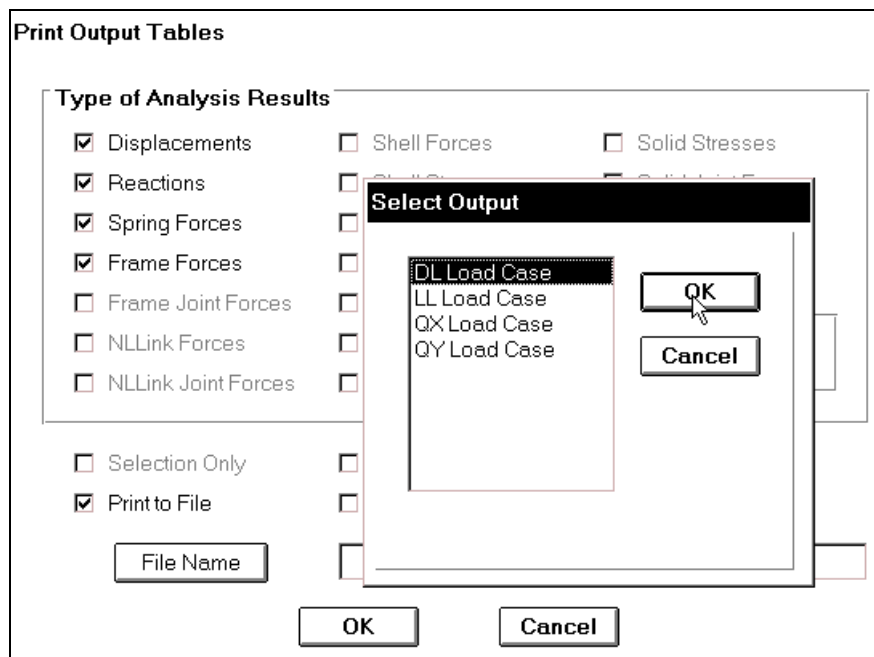 Print Output Tables
Type of Analysis Results
Displacements
Shell Forces
Solid Stresses
Reactions
Spring Forces
Frame Forces
Frame Joint Forces
NLLink Forces
NLLink Joint Forces
Selection Only
Print to File
File Name
OK
Cancel
Select Output
DL Load Case
LL Load Case
QX Load Case
QY Load Case
OK
Cancel